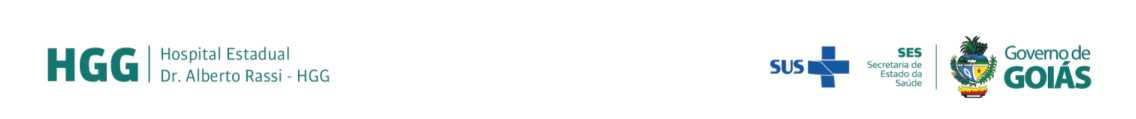 HGG
Hospital Estadual
Dr. Alberto Rassi - HGG
SUS
SES
Secretaria de
Estado da
Saúde
Governo de
GOIÁS